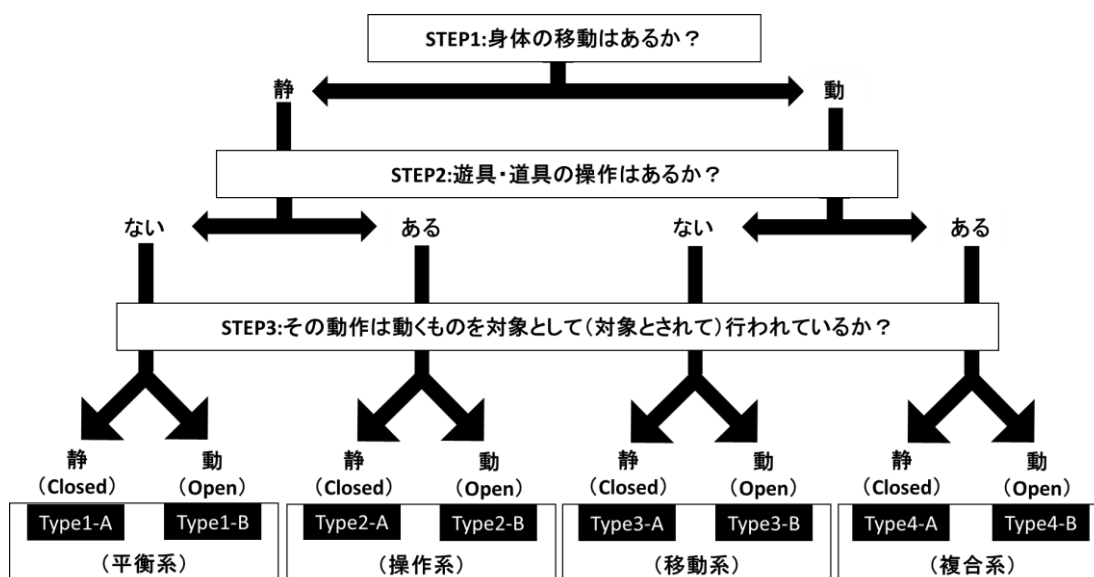 STEP1:身体の移動はあるか？
静 動
STEP2:遊具・道具の操作はあるか？
ない ある ない ある
STEP3:その動作は動くものを対象として（対象とされて）行われているか？
静 動 静 動 静 動 静 動
（Closed） （Open） （Closed） （Open） （Closed） （Open） （Closed） （Open）
Type1-A Type1-B Type2-A Type2-B Type3-A Type3-B Type4-A Type4-B
（平衡系） （操作系） （移動系） （複合系）